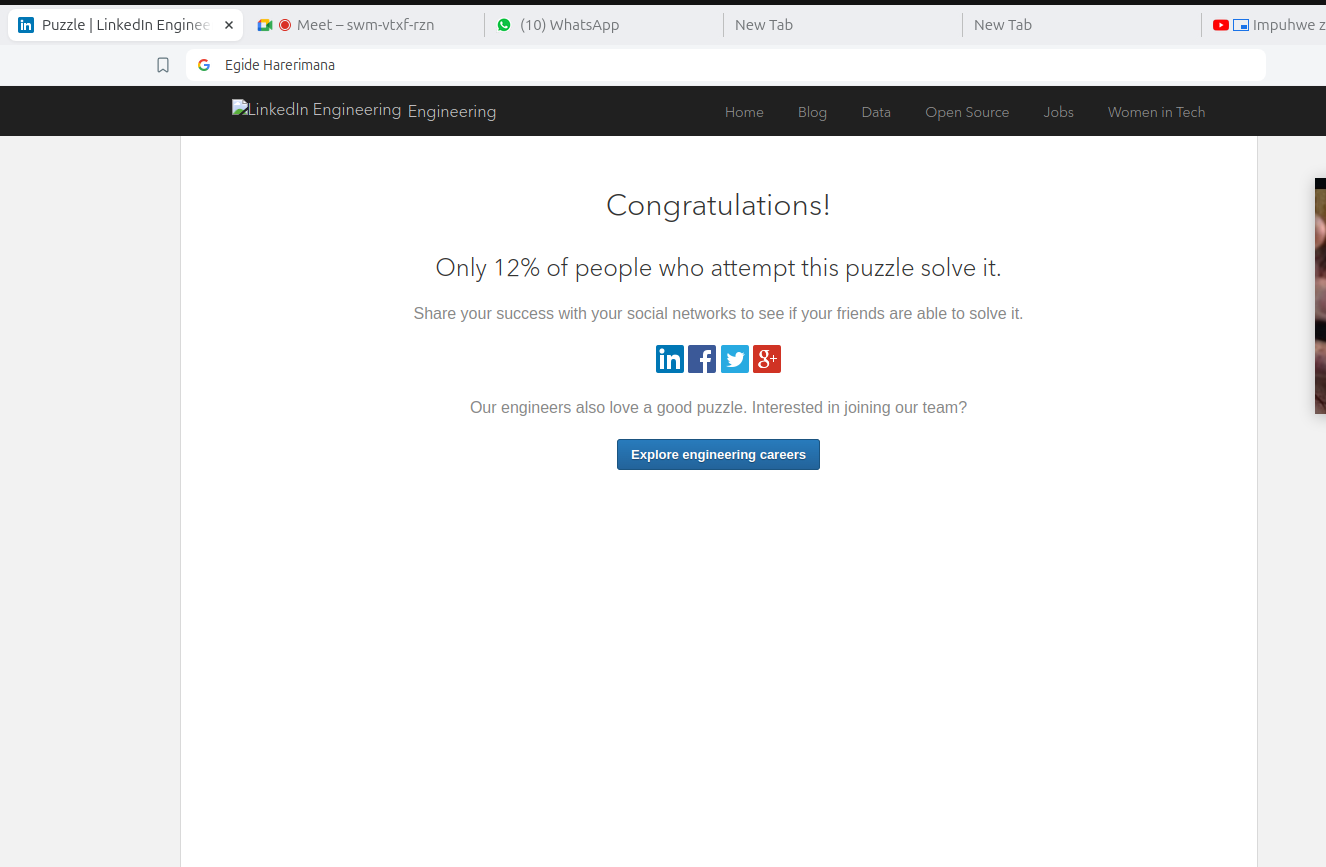 Puzzle | LinkedIn Enginee
Meet – swm-vtxf-rzn
(10) WhatsApp
New Tab
New Tab
Impuhwe z
Egide Harerimana
LinkedIn Engineering Engineering
Home
Blog
Data
Open Source
Jobs
Women in Tech
Congratulations!
Only 12% of people who attempt this puzzle solve it.
Share your success with your social networks to see if your friends are able to solve it.
in f g+
Our engineers also love a good puzzle. Interested in joining our team?
Explore engineering careers